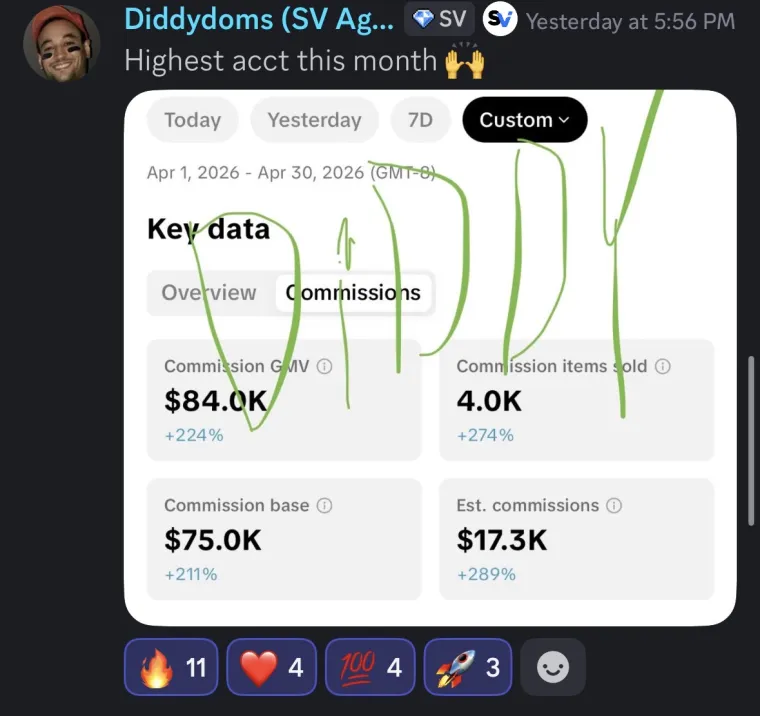 Diddydoms (SV Ag... SV SV Yesterday at 5:56 PM
Highest acct this month 🙌
Today Yesterday 7D Custom
Apr 1, 2026 - Apr 30, 2026 (GMT-8)
DiDDY
Key data
Overview Commissions
Commission GMV Commission items sold
$84.0K 4.0K
+224% +274%
Commission base Est. commissions
$75.0K $17.3K
+211% +289%
🔥 11 ❤️ 4 💯 4 🚀 3